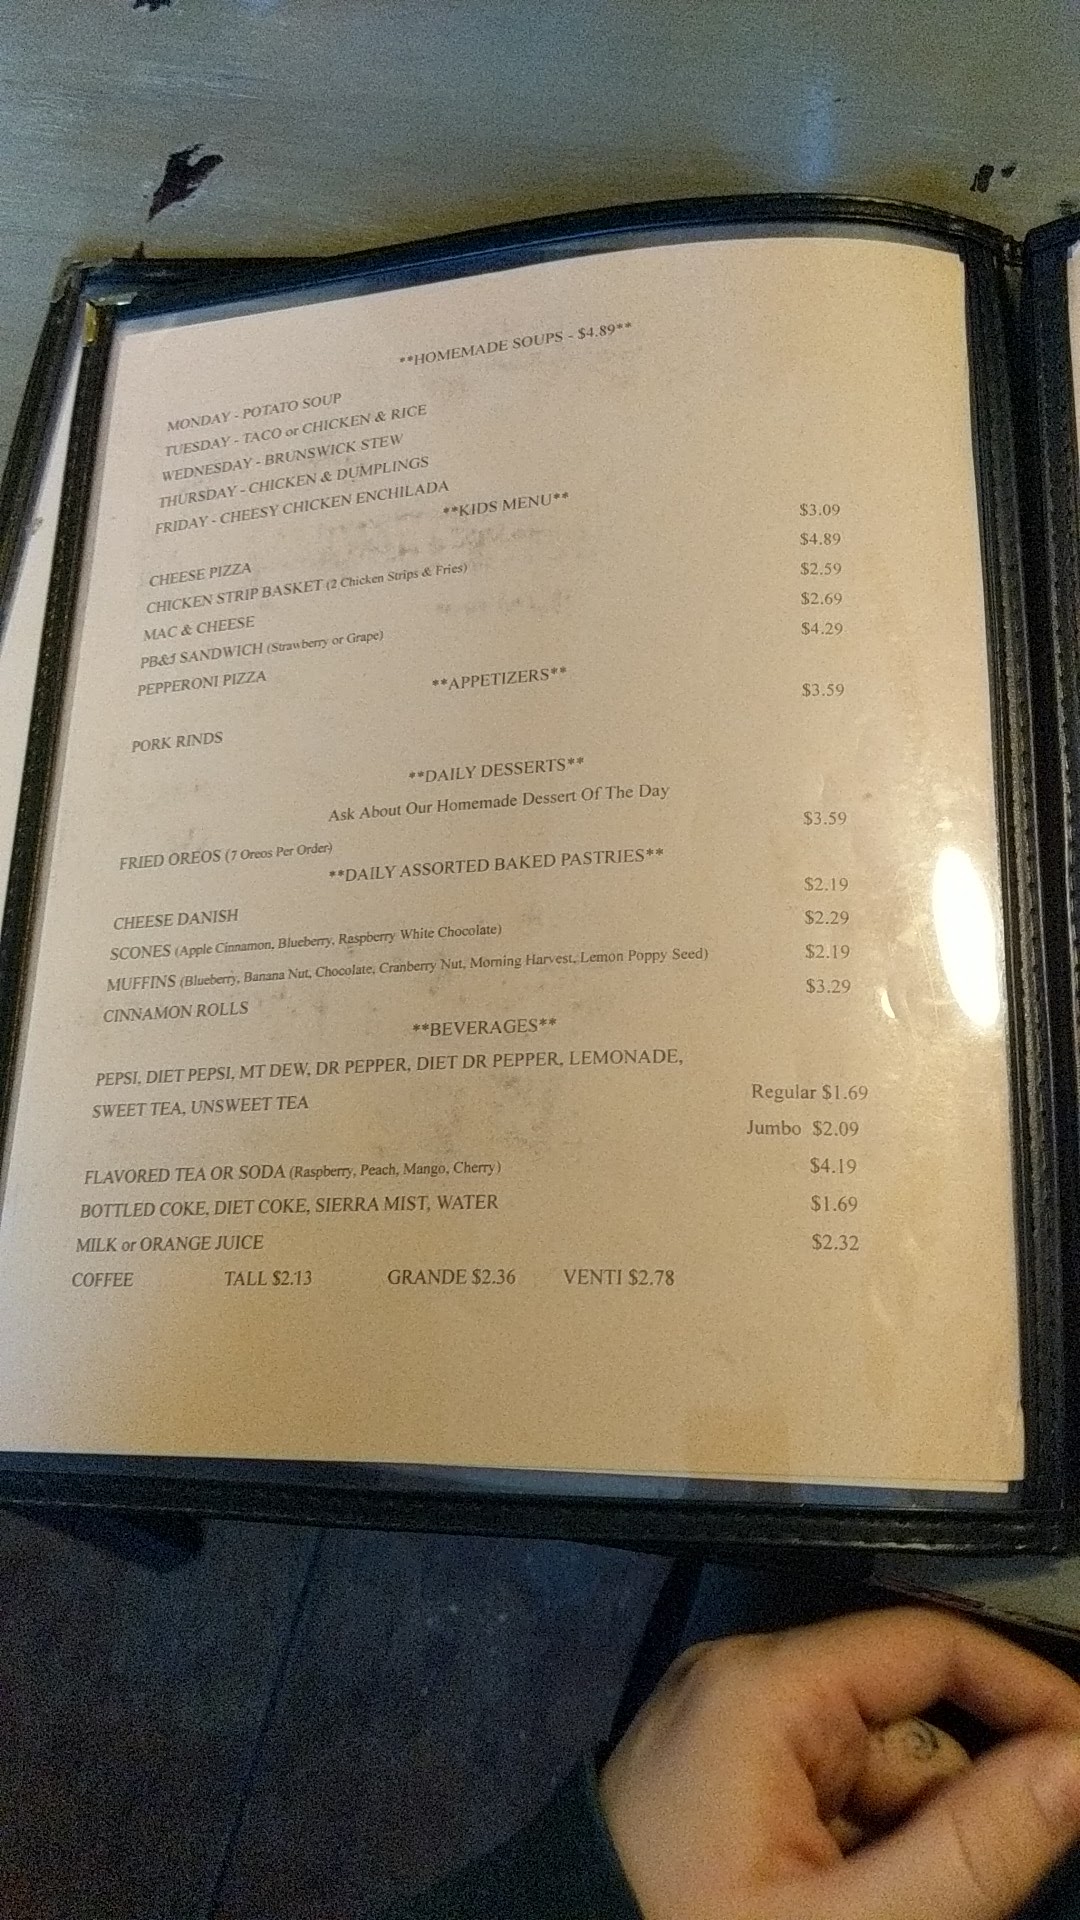 **HOMEMADE SOUPS - $4.89**
MONDAY - POTATO SOUP
TUESDAY - TACO or CHICKEN & RICE
WEDNESDAY - BRUNSWICK STEW
THURSDAY - CHICKEN & DUMPLINGS
FRIDAY - CHEESY CHICKEN ENCHILADA
**KIDS MENU**
CHEESE PIZZA $3.09
CHICKEN STRIP BASKET (2 Chicken Strips & Fries) $4.89
MAC & CHEESE $2.59
PB&J SANDWICH (Strawberry or Grape) $2.69
PEPPERONI PIZZA $4.29
**APPETIZERS**
PORK RINDS $3.59
**DAILY DESSERTS**
Ask About Our Homemade Dessert Of The Day
FRIED OREOS (7 Oreos Per Order) $3.59
**DAILY ASSORTED BAKED PASTRIES**
CHEESE DANISH $2.19
SCONES (Apple Cinnamon, Blueberry, Raspberry White Chocolate) $2.29
MUFFINS (Blueberry, Banana Nut, Chocolate, Cranberry Nut, Morning Harvest, Lemon Poppy Seed) $2.19
CINNAMON ROLLS $3.29
**BEVERAGES**
PEPSI, DIET PEPSI, MT DEW, DR PEPPER, DIET DR PEPPER, LEMONADE,
SWEET TEA, UNSWEET TEA Regular $1.69
Jumbo $2.09
FLAVORED TEA OR SODA (Raspberry, Peach, Mango, Cherry) $4.19
BOTTLED COKE, DIET COKE, SIERRA MIST, WATER $1.69
MILK or ORANGE JUICE $2.32
COFFEE TALL $2.13 GRANDE $2.36 VENTI $2.78